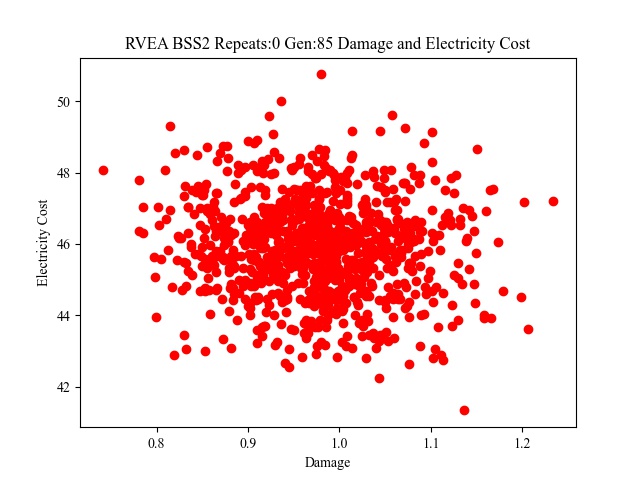 RVEA BSS2 Repeats:0 Gen:85 Damage and Electricity Cost
Electricity Cost
50
48
46
44
42
0.8 0.9 1.0 1.1 1.2
Damage